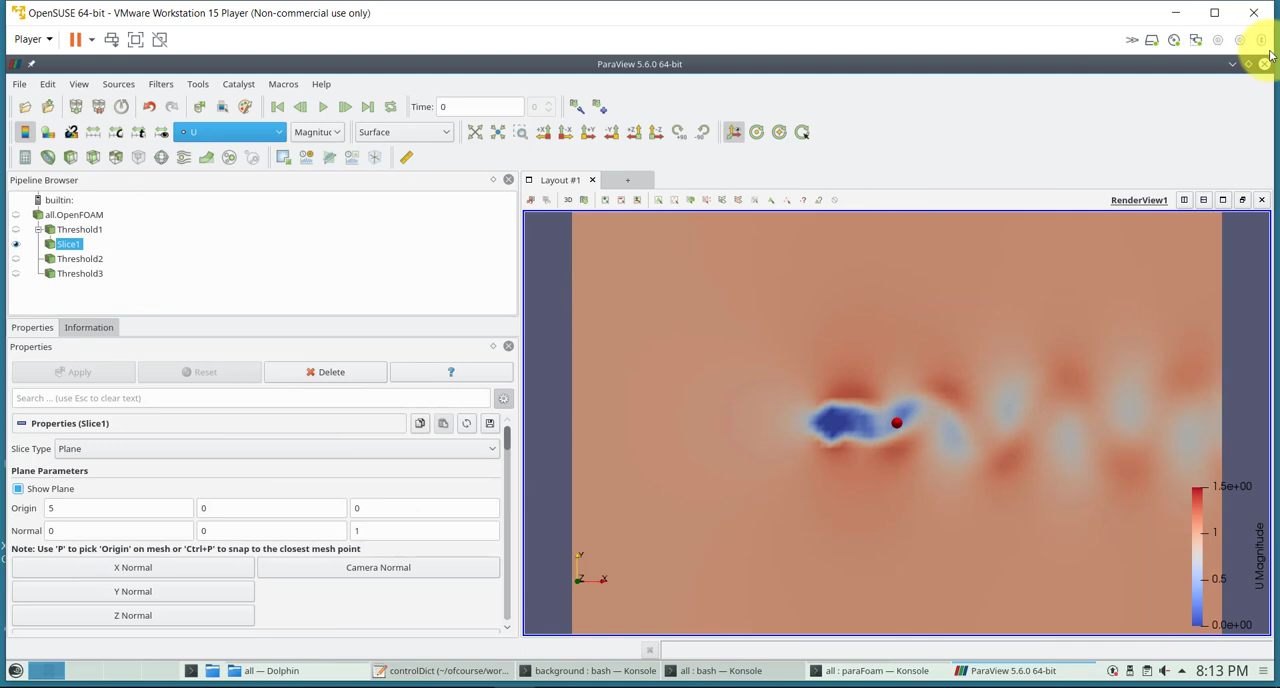 OpenSUSE 64-bit - VMware Workstation 15 Player (Non-commercial use only)
Player
ParaView 5.6.0 64-bit
File Edit View Sources Filters Tools Catalyst Macros Help
Time: 0 0
U Magnituc Surface
+X -X +Y -Y +Z -Z +90 -90
Pipeline Browser
Layout #1 +
builtin:
3D RenderView1
all.OpenFOAM
Threshold1
Slice1
Threshold2
Threshold3
Properties Information
Properties
Apply Reset Delete ?
Search ... (use Esc to clear text)
Properties (Slice1)
Slice Type Plane
Plane Parameters
Show Plane
Origin 5 0 0
Normal 0 0 1
Note: Use 'P' to pick 'Origin' on mesh or 'Ctrl+P' to snap to the closest mesh point
X Normal Camera Normal
Y Normal
Z Normal
1.5e+00
1
0.5
0.0e+00
U Magnitude
Y
Z X
all — Dolphin controlDict (~/ofcourse/wor... background : bash — Konsole all : bash — Konsole all : paraFoam — Konsole ParaView 5.6.0 64-bit 8:13 PM